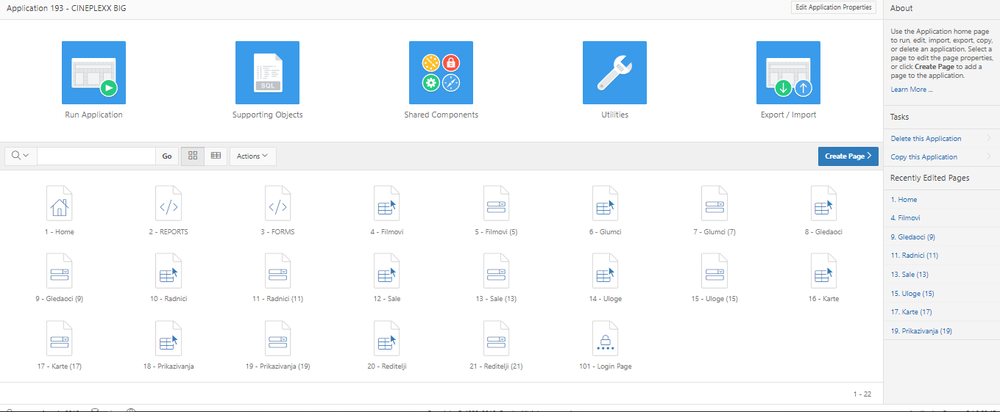 Application 193 - CINEPLEXX BIG
Edit Application Properties
Run Application
SQL
Supporting Objects
Shared Components
Utilities
Export / Import
Go
Actions
Create Page
1 - Home
2 - REPORTS
3 - FORMS
4 - Filmovi
5 - Filmovi (5)
6 - Glumci
7 - Glumci (7)
8 - Gledaoci
9 - Gledaoci (9)
10 - Radnici
11 - Radnici (11)
12 - Sale
13 - Sale (13)
14 - Uloge
15 - Uloge (15)
16 - Karte
17 - Karte (17)
18 - Prikazivanja
19 - Prikazivanja (19)
20 - Reditelji
21 - Reditelji (21)
101 - Login Page
1 - 22
About
Use the Application home page
to run, edit, import, export, copy,
or delete an application. Select a
page to edit the page properties,
or click Create Page to add a
page to the application.
Learn More ...
Tasks
Delete this Application
Copy this Application
Recently Edited Pages
1. Home
4. Filmovi
9. Gledaoci (9)
11. Radnici (11)
13. Sale (13)
15. Uloge (15)
17. Karte (17)
19. Prikazivanja (19)